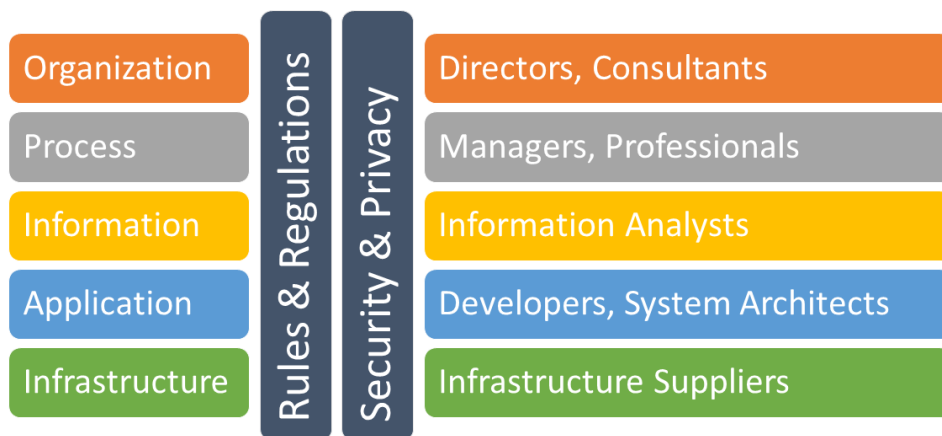 Organization
Process
Information
Application
Infrastructure
Rules & Regulations
Security & Privacy
Directors, Consultants
Managers, Professionals
Information Analysts
Developers, System Architects
Infrastructure Suppliers